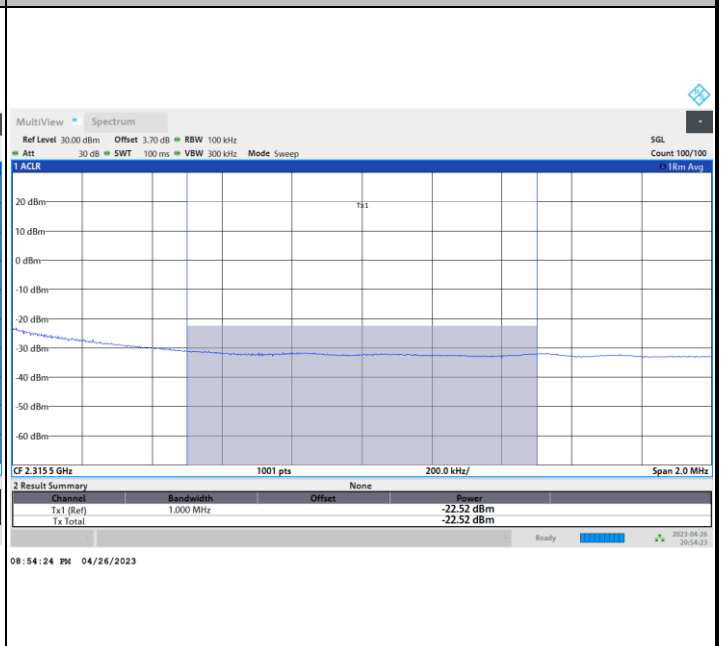 MultiView Spectrum
Ref Level 30.00 dBm Offset 3.70 dB RBW 100 kHz SGL
Att 30 dB SWT 100 ms VBW 300 kHz Mode Sweep Count 100/100
1 ACLR 1Rm Avg
Tx1
20 dBm
10 dBm
0 dBm
-10 dBm
-20 dBm
-30 dBm
-40 dBm
-50 dBm
-60 dBm
CF 2.315 5 GHz 1001 pts 200.0 kHz/ Span 2.0 MHz
2 Result Summary None
Channel Bandwidth Offset Power
Tx1 (Ref) 1.000 MHz -22.52 dBm
Tx Total -22.52 dBm
Ready 2023-04-26
20:54:23
08:54:24 PM 04/26/2023